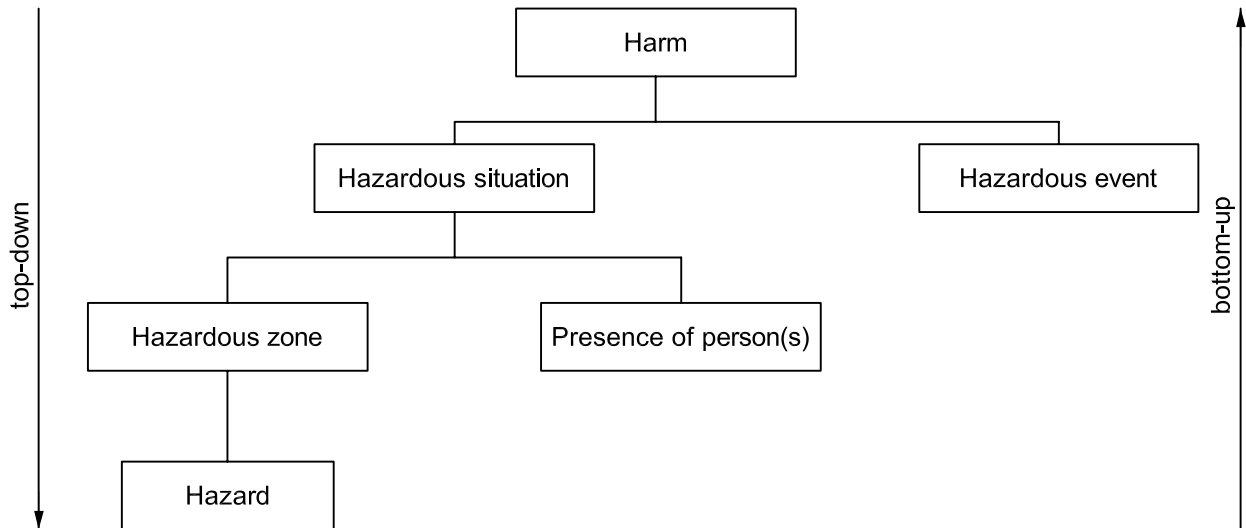 Harm
Hazardous situation
Hazardous event
top-down
bottom-up
Hazardous zone
Presence of person(s)
Hazard